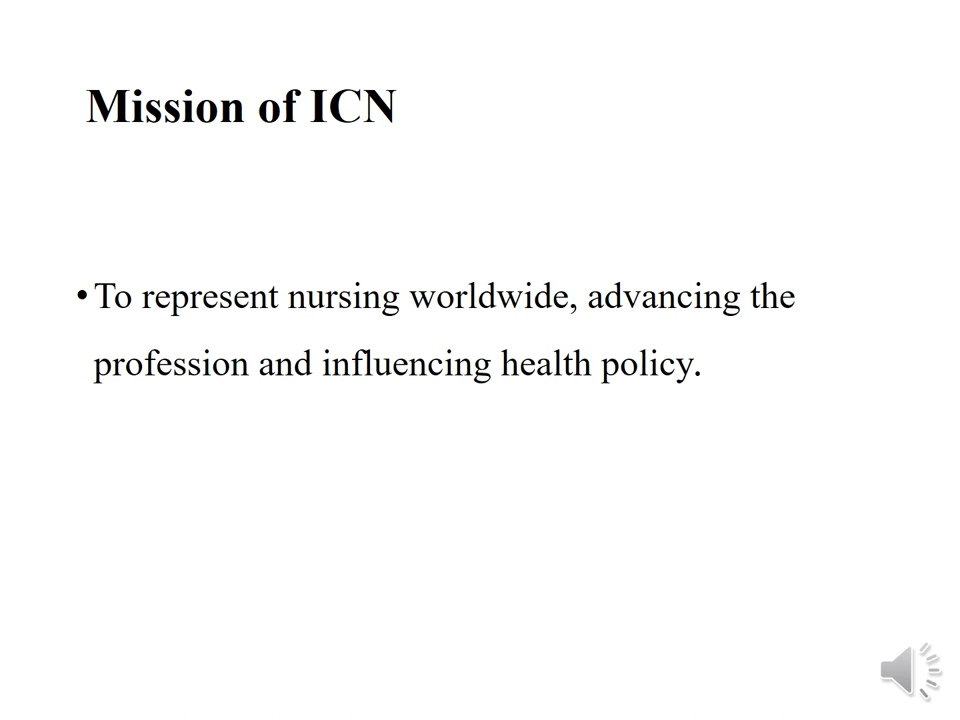 Mission of ICN
• To represent nursing worldwide, advancing the
profession and influencing health policy.